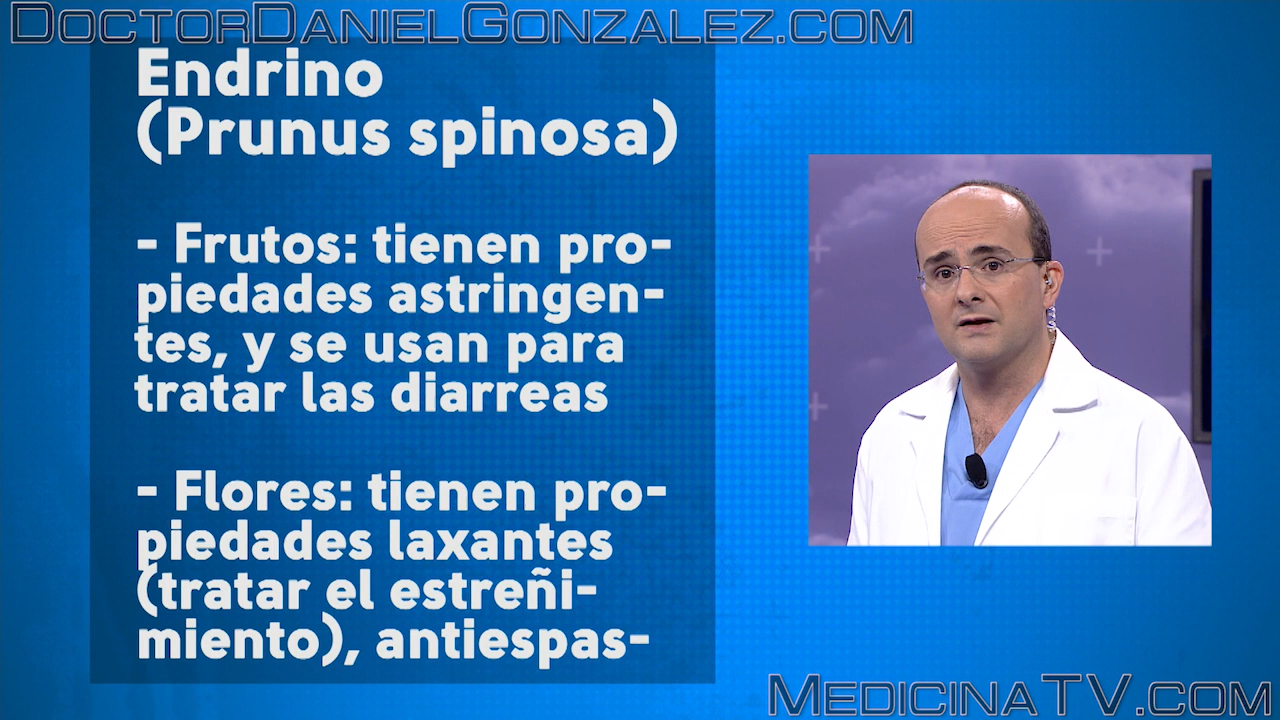 DoctorDanielGonzalez.com
Endrino
(Prunus spinosa)
- Frutos: tienen pro-
piedades astringen-
tes, y se usan para
tratar las diarreas
- Flores: tienen pro-
piedades laxantes
(tratar el estreñi-
miento), antiespas-
MedicinaTV.com